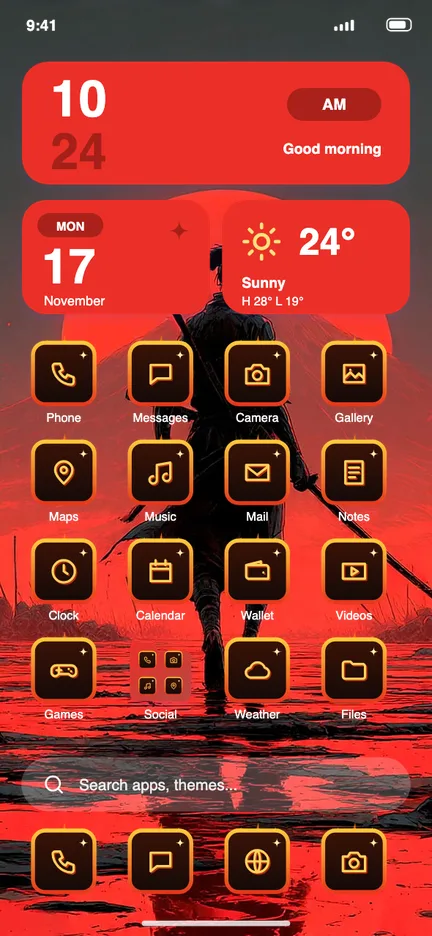 9:41
10
AM
24
Good morning
MON
17
November
24°
Sunny
H 28° L 19°
Phone
Messages
Camera
Gallery
Maps
Music
Mail
Notes
Clock
Calendar
Wallet
Videos
Games
Social
Weather
Files
Search apps, themes...